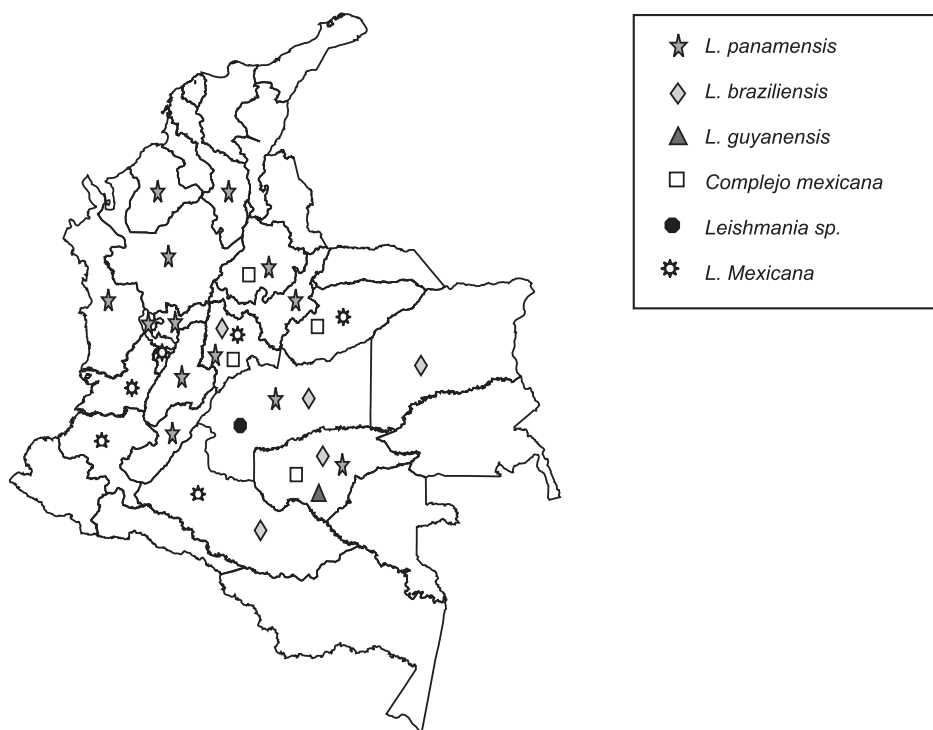 L. panamensis
L. braziliensis
L. guyanensis
Complejo mexicana
Leishmania sp.
L. Mexicana